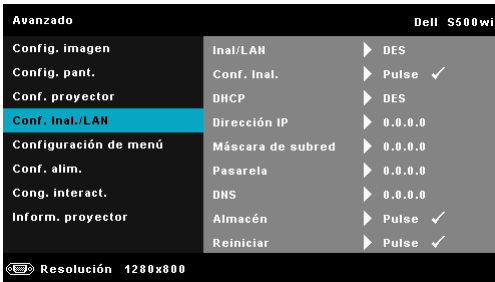 Avanzado Dell S500wi
Config. imagen Inal/LAN DES
Config. pant. Conf. Inal. Pulse ✓
Conf. proyector DHCP DES
Conf. Inal./LAN Dirección IP 0.0.0.0
Configuración de menú Máscara de subred 0.0.0.0
Conf. alim. Pasarela 0.0.0.0
Cong. interact. DNS 0.0.0.0
Inform. proyector Almacén Pulse ✓
Reiniciar Pulse ✓
Resolución 1280x800